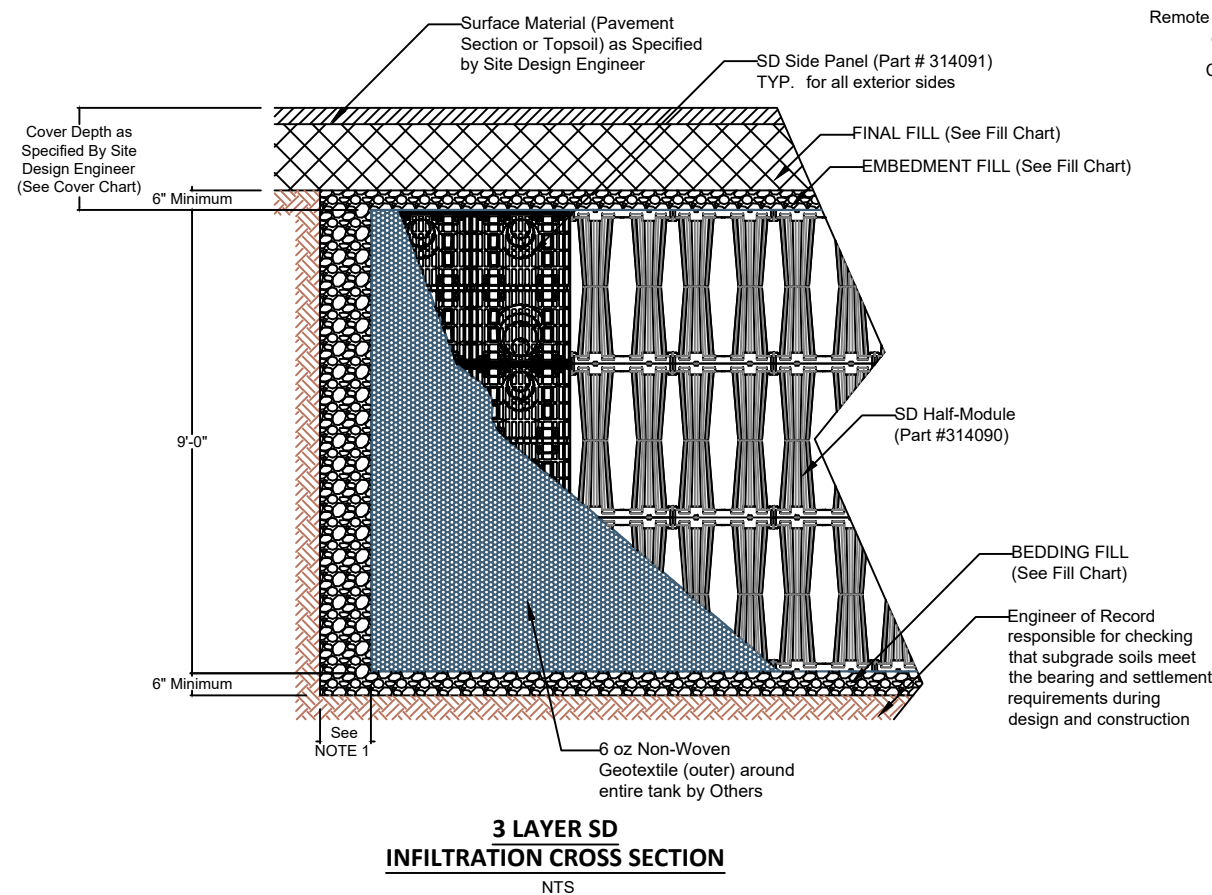 Surface Material (Pavement
Section or Topsoil) as Specified
by Site Design Engineer
Remote
SD Side Panel (Part # 314091)
TYP. for all exterior sides
Cover Depth as
Specified By Site
Design Engineer
(See Cover Chart)
FINAL FILL (See Fill Chart)
EMBEDMENT FILL (See Fill Chart)
6" Minimum
9'-0"
SD Half-Module
(Part #314090)
BEDDING FILL
(See Fill Chart)
Engineer of Record
responsible for checking
that subgrade soils meet
the bearing and settlement
requirements during
design and construction
6" Minimum
See
NOTE 1
6 oz Non-Woven
Geotextile (outer) around
entire tank by Others
3 LAYER SD
INFILTRATION CROSS SECTION
NTS